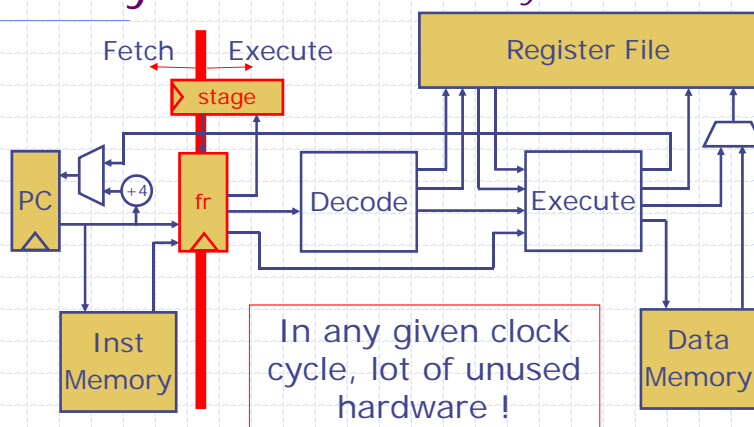 Fetch Execute
Register File
stage
PC
+4
fr
Decode
Execute
Inst
Memory
In any given clock
cycle, lot of unused
hardware !
Data
Memory